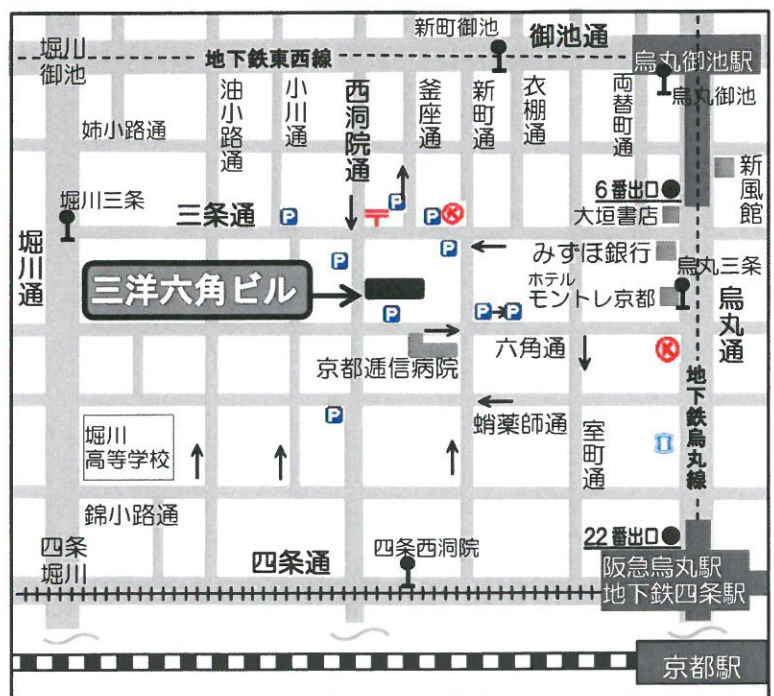 新町御池
御池通
堀川
御池
地下鉄東西線
烏丸御池駅
烏丸御池
油小路通
小川通
西洞院通
釜座通
新町通
衣棚通
両替町通
姉小路通
新風館
6番出口
堀川三条
三条通
P
〒
P
P
K
大垣書店
堀川通
P
みずほ銀行
烏丸三条
P
三洋六角ビル
ホテル
モントレ京都
烏丸通
P
P
P
六角通
K
京都逓信病院
地下鉄烏丸線
P
蛸薬師通
室町通
堀川
高等学校
錦小路通
22番出口
四条
堀川
四条通
四条西洞院
阪急烏丸駅
地下鉄四条駅
京都駅